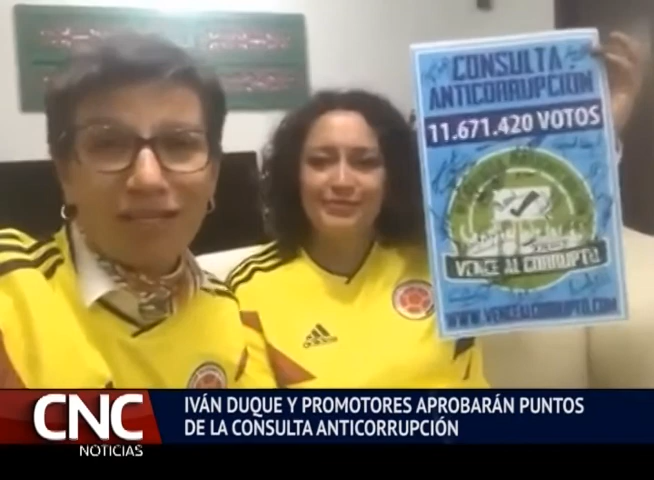 CONSULTA
ANTICORRUPCIÓN
11.671.420 VOTOS
VENCE AL CORRUPTO
WWW.VENCEALCORRUPTO.COM
adidas
CNC
NOTICIAS
IVÁN DUQUE Y PROMOTORES APROBARÁN PUNTOS
DE LA CONSULTA ANTICORRUPCIÓN